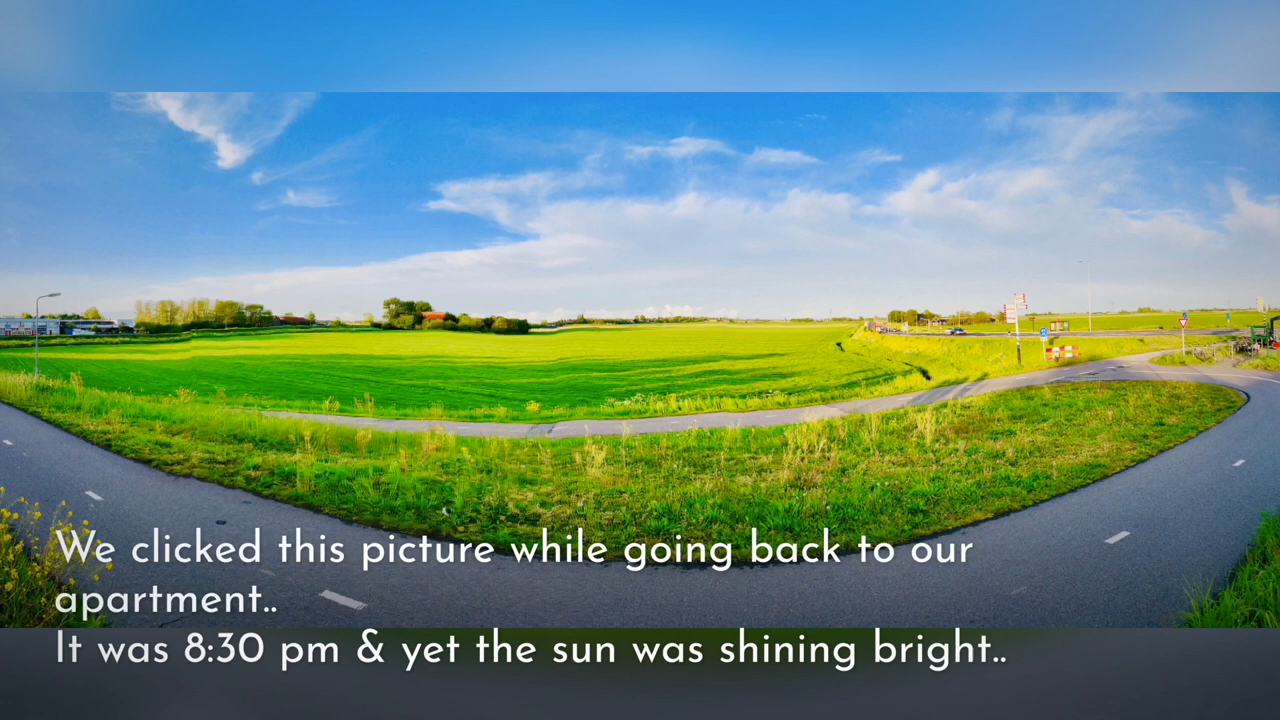 We clicked this picture while going back to our
apartment..
It was 8:30 pm & yet the sun was shining bright..